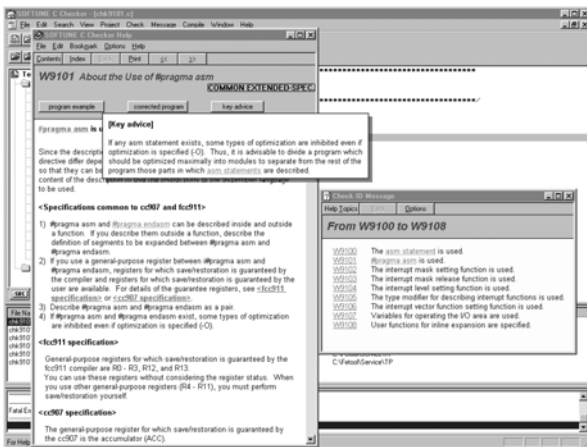 SOFTUNE C Checker - [chk9101.c]
File Edit Search View Project Check Message Compile Window Help
SOFTUNE C Checker Help
File Edit Bookmark Options Help
Contents Index Back Print << >>
W9101 About the Use of #pragma asm
COMMON EXTENDED-SPEC
program example corrected program key advice
#pragma asm is u
Since the descripti
directive differ depe
so that they can be
content of the desc
to be used.
[Key advice]
If any asm statement exists, some types of optimization are inhibited even if
optimization is specified (-O). Thus, it is advisable to divide a program which
should be optimized maximally into modules to separate from the rest of the
program those parts in which asm statements are described.
<Specifications common to cc907 and fcc911>
1) #pragma asm and #pragma endasm can be described inside and outside
a function. If you describe them outside a function, describe the
definition of segments to be expanded between #pragma asm and
#pragma endasm.
2) If you use a general-purpose register between #pragma asm and
#pragma endasm, registers for which save/restoration is guaranteed by
the compiler and registers for which save/restoration is guaranteed by the
user are available. For details of the guarantee registers, see <fcc911
specification> or <cc907 specification>.
3) Describe #pragma asm and #pragma endasm as a pair.
4) If #pragma asm and #pragma endasm exist, some types of optimization
are inhibited even if optimization is specified (-O).
<fcc911 specification>
General-purpose registers for which save/restoration is guaranteed by the
fcc911 compiler are R0 - R3, R12, and R13.
You can use these registers without considering the register status. When
you use other general-purpose registers (R4 - R11), you must perform
save/restoration yourself.
<cc907 specification>
The general-purpose register for which save/restoration is guaranteed by
the cc907 is the accumulator (ACC).
Check ID Message
Help Topics Back Options
From W9100 to W9108
W9100 The asm statement is used.
W9101 #pragma asm is used.
W9102 The interrupt mask setting function is used.
W9103 The interrupt mask release function is used.
W9104 The interrupt level setting function is used.
W9105 The type modifier for describing interrupt functions is used.
W9106 The interrupt vector function setting function is used.
W9107 Variables for operating the I/O area are used.
W9108 User functions for inline expansion are specified.
File Na
chk910
chk910
chk910
chk910
chk910
C:\Fetool\Service\TP
Fatal Er
For Help